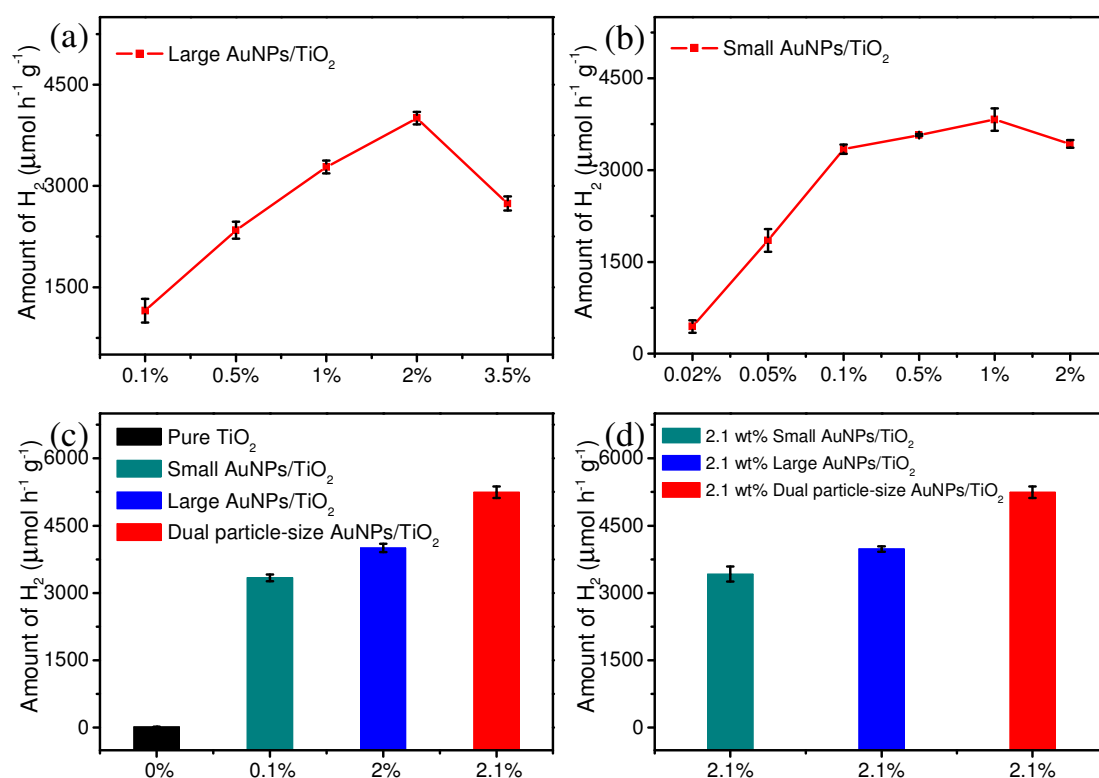 (a)
Large AuNPs/TiO₂
Amount of H₂ (μmol h⁻¹ g⁻¹)
4500
3000
1500
0.1% 0.5% 1% 2% 3.5%
(b)
Small AuNPs/TiO₂
Amount of H₂ (μmol h⁻¹ g⁻¹)
4500
3000
1500
0
0.02% 0.05% 0.1% 0.5% 1% 2%
(c)
Pure TiO₂
Small AuNPs/TiO₂
Large AuNPs/TiO₂
Dual particle-size AuNPs/TiO₂
Amount of H₂ (μmol h⁻¹ g⁻¹)
6000
4500
3000
1500
0
0% 0.1% 2% 2.1%
(d)
2.1 wt% Small AuNPs/TiO₂
2.1 wt% Large AuNPs/TiO₂
2.1 wt% Dual particle-size AuNPs/TiO₂
Amount of H₂ (μmol h⁻¹ g⁻¹)
6000
4500
3000
1500
0
2.1% 2.1% 2.1%